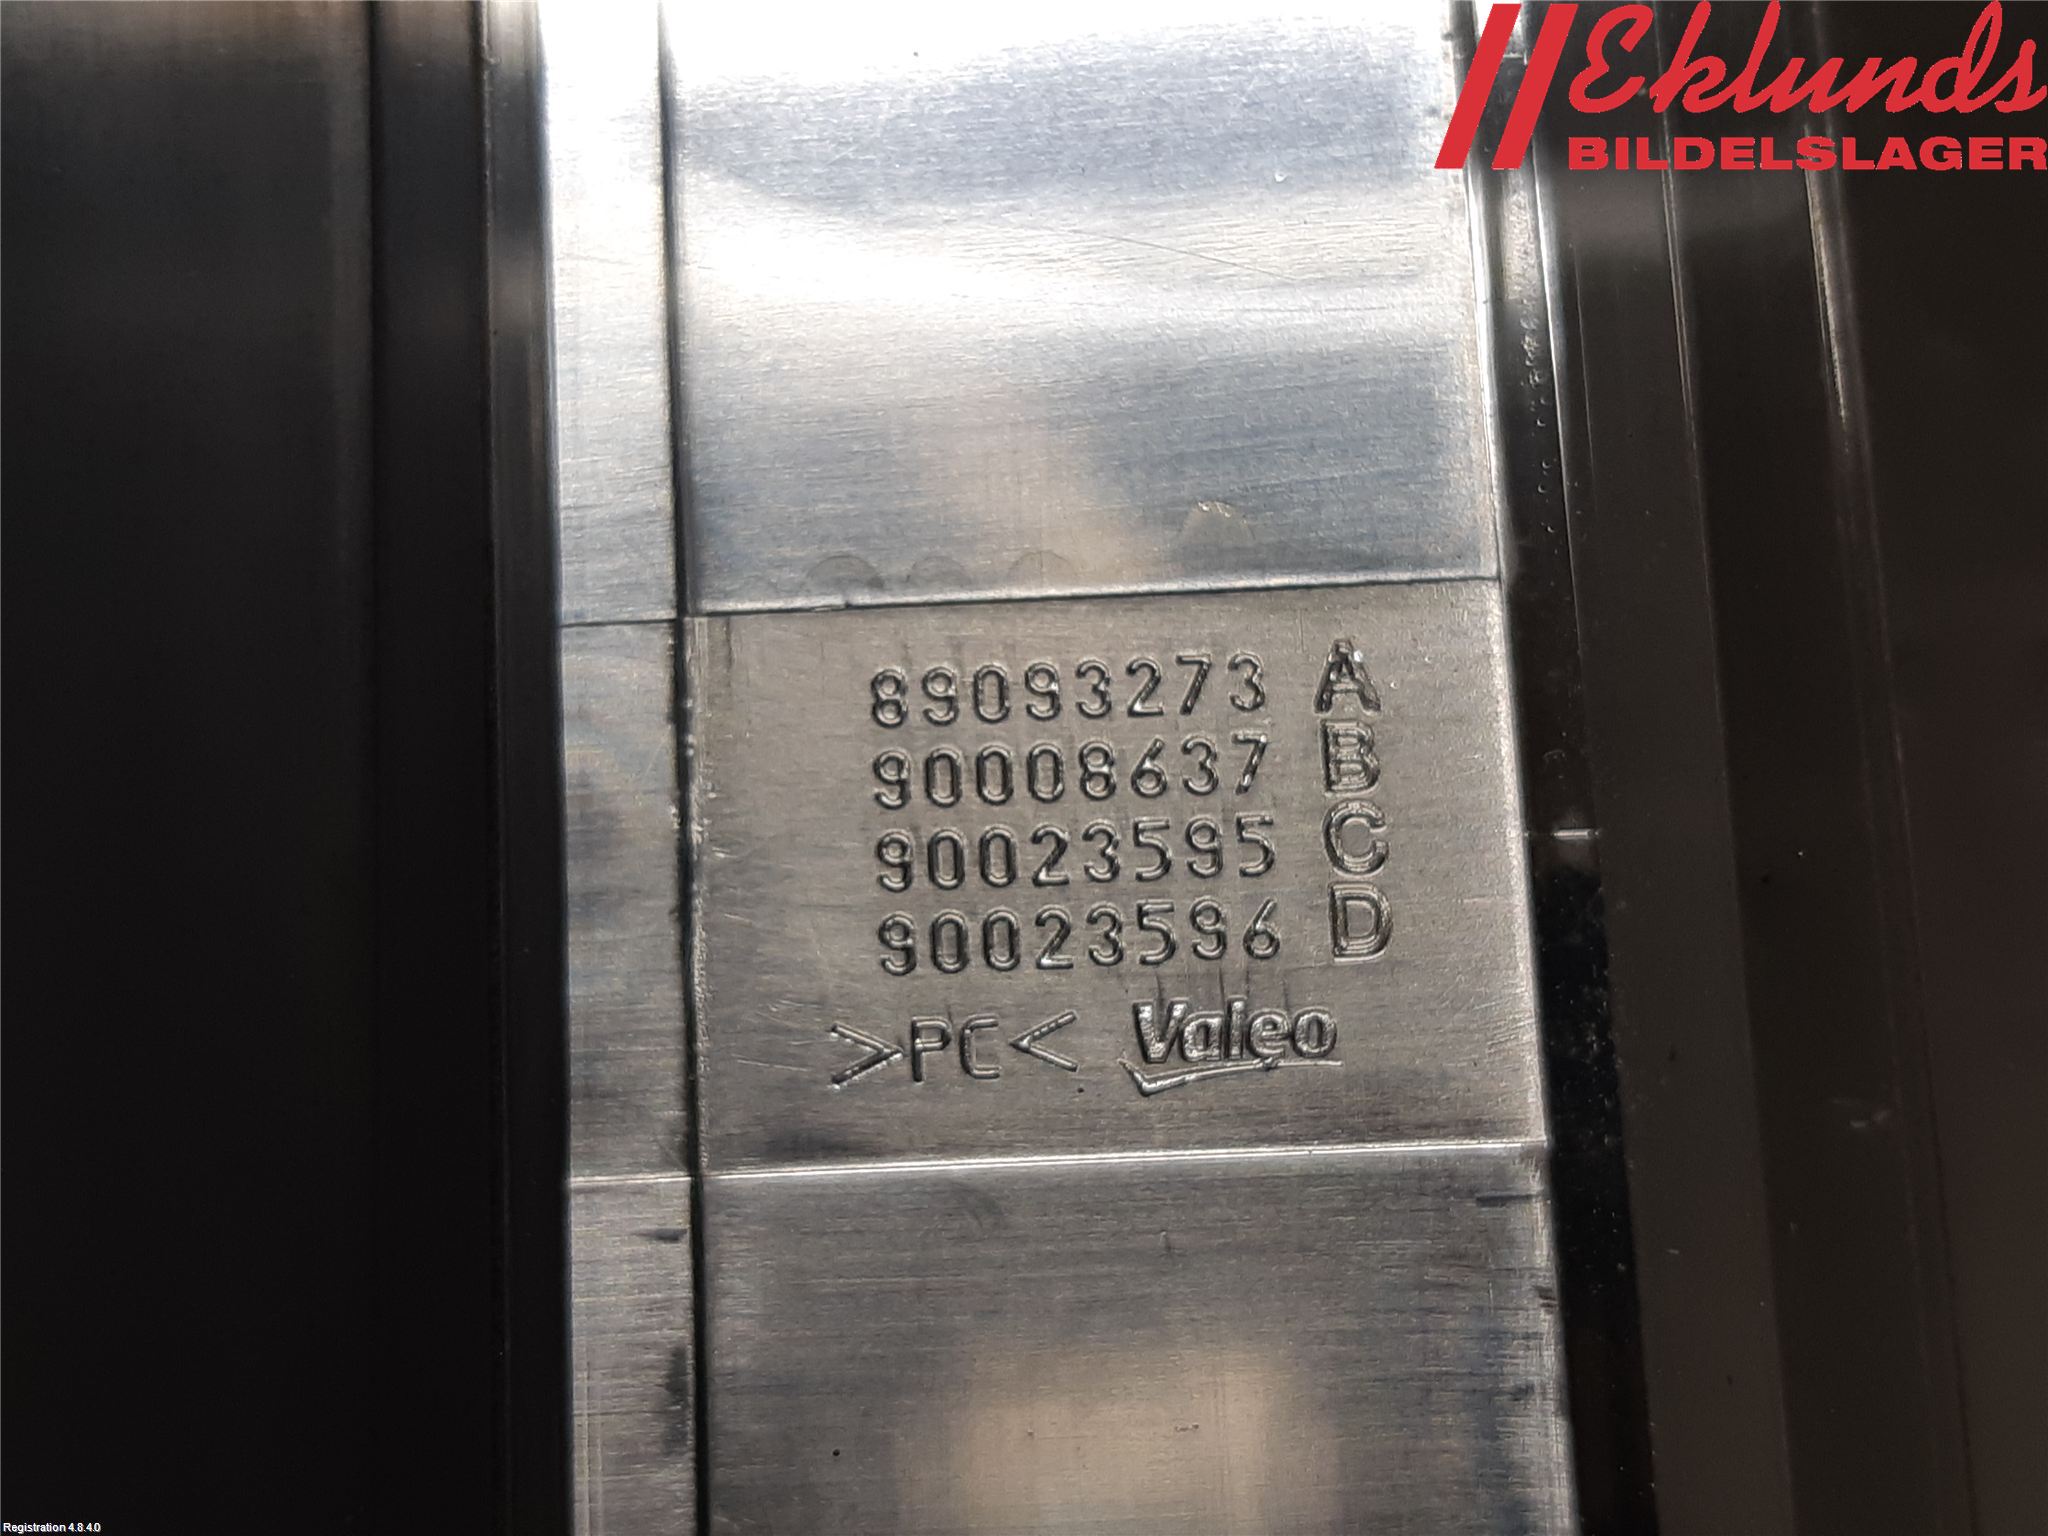 Eklunds
BILDELSLAGER
89093273 A
90008637 B
90023595 C
90023596 D
>PC< Valeo
Registration 4.8.4.0